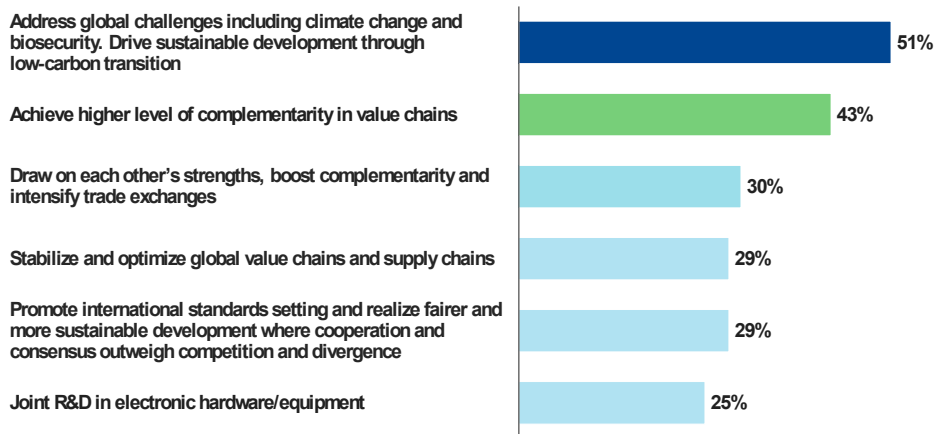 Address global challenges including climate change and
biosecurity. Drive sustainable development through
low-carbon transition
51%
Achieve higher level of complementarity in value chains
43%
Draw on each other's strengths, boost complementarity and
intensify trade exchanges
30%
Stabilize and optimize global value chains and supply chains
29%
Promote international standards setting and realize fairer and
more sustainable development where cooperation and
consensus outweigh competition and divergence
29%
Joint R&D in electronic hardware/equipment
25%